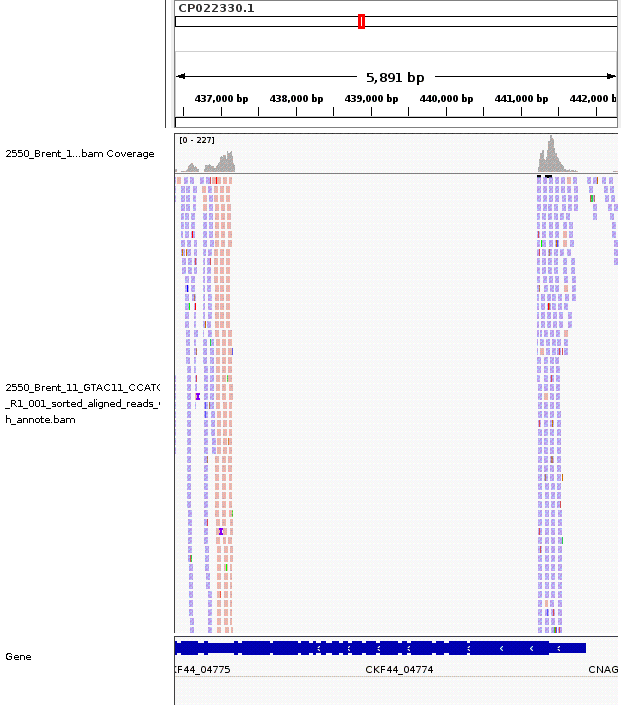 CP022330.1
5,891 bp
437,000 bp 438,000 bp 439,000 bp 440,000 bp 441,000 bp 442,000 b
[0 - 227]
2550_Brent_1...bam Coverage
2550_Brent_11_GTAC11_CCATC
_R1_001_sorted_aligned_reads_
h_annote.bam
Gene
KF44_04775 CKF44_04774 CNAG